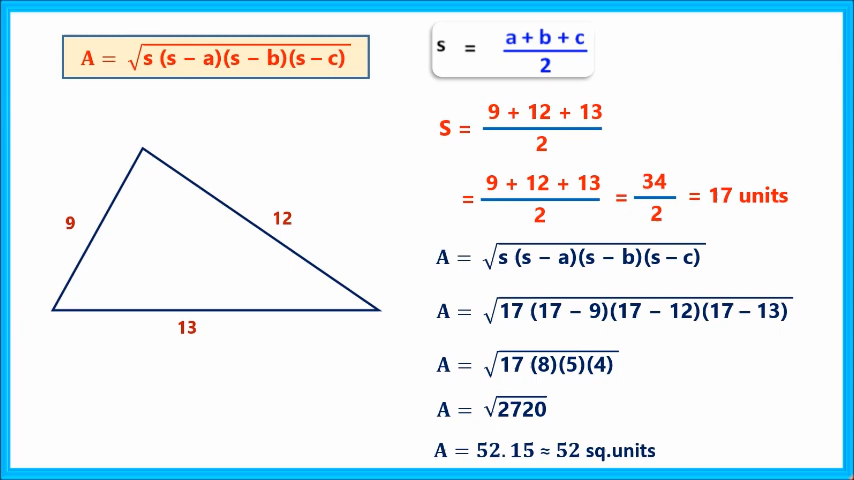 A = √s (s − a)(s − b)(s − c)
s = a + b + c / 2
S = 9 + 12 + 13 / 2
= 9 + 12 + 13 / 2 = 34 / 2 = 17 units
9
12
13
A = √s (s − a)(s − b)(s − c)
A = √17 (17 − 9)(17 − 12)(17 − 13)
A = √17 (8)(5)(4)
A = √2720
A = 52.15 ≈ 52 sq.units